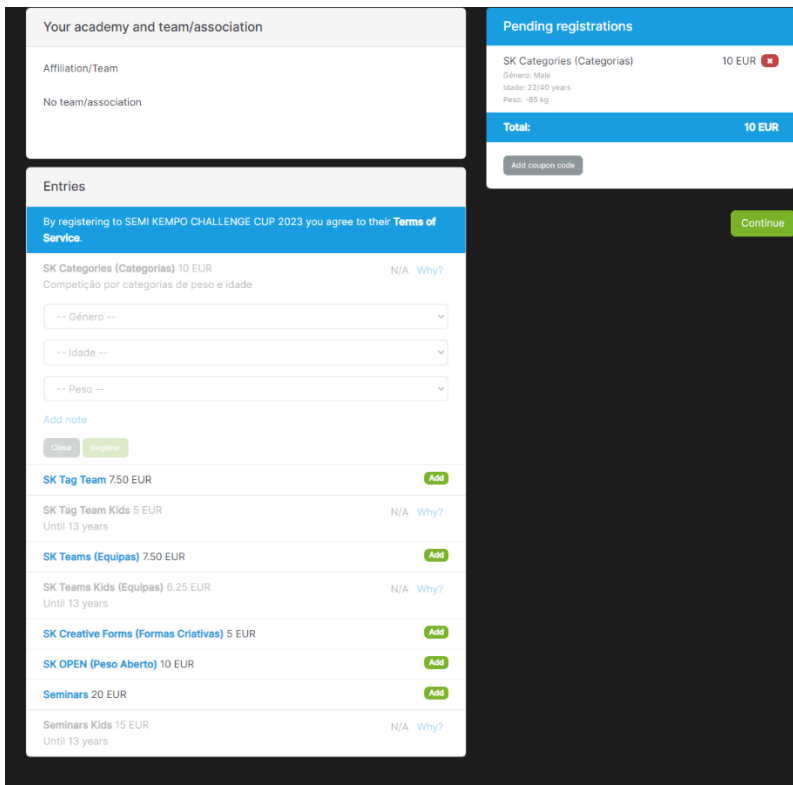 Your academy and team/association
Affiliation/Team
No team/association
Entries
By registering to SEMI KEMPO CHALLENGE CUP 2023 you agree to their Terms of
Service.
SK Categories (Categorias) 10 EUR N/A Why?
Competição por categorias de peso e idade
-- Género --
-- Idade --
-- Peso --
Add note
Close Register
SK Tag Team 7.50 EUR Add
SK Tag Team Kids 5 EUR N/A Why?
Until 13 years
SK Teams (Equipas) 7.50 EUR Add
SK Teams Kids (Equipas) 6.25 EUR N/A Why?
Until 13 years
SK Creative Forms (Formas Criativas) 5 EUR Add
SK OPEN (Peso Aberto) 10 EUR Add
Seminars 20 EUR Add
Seminars Kids 15 EUR N/A Why?
Until 13 years
Pending registrations
SK Categories (Categorias) 10 EUR
Género: Male
Idade: 22/40 years
Peso: -85 kg
Total: 10 EUR
Add coupon code
Continue